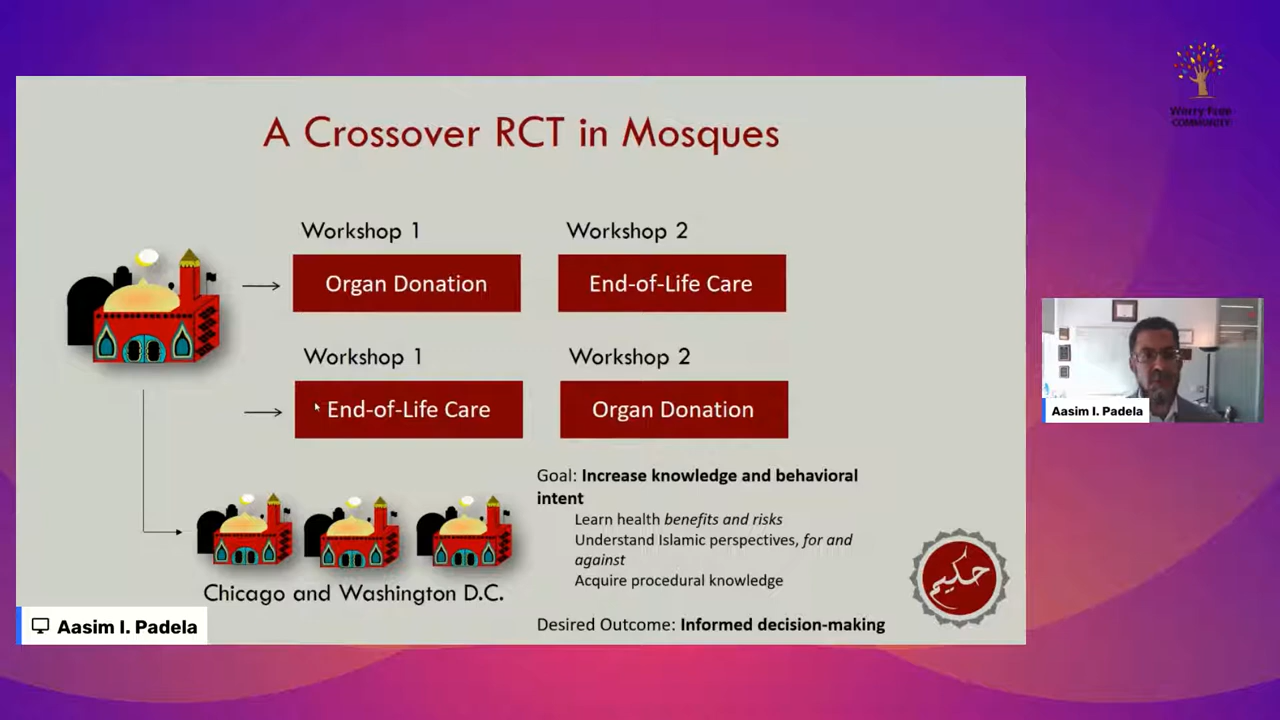 Worry Free
COMMUNITY
A Crossover RCT in Mosques
Workshop 1
Workshop 2
Organ Donation
End-of-Life Care
Workshop 1
Workshop 2
End-of-Life Care
Organ Donation
Goal: Increase knowledge and behavioral
intent
Learn health benefits and risks
Understand Islamic perspectives, for and
against
Acquire procedural knowledge
Desired Outcome: Informed decision-making
Chicago and Washington D.C.
حكيم
Aasim I. Padela
Aasim I. Padela